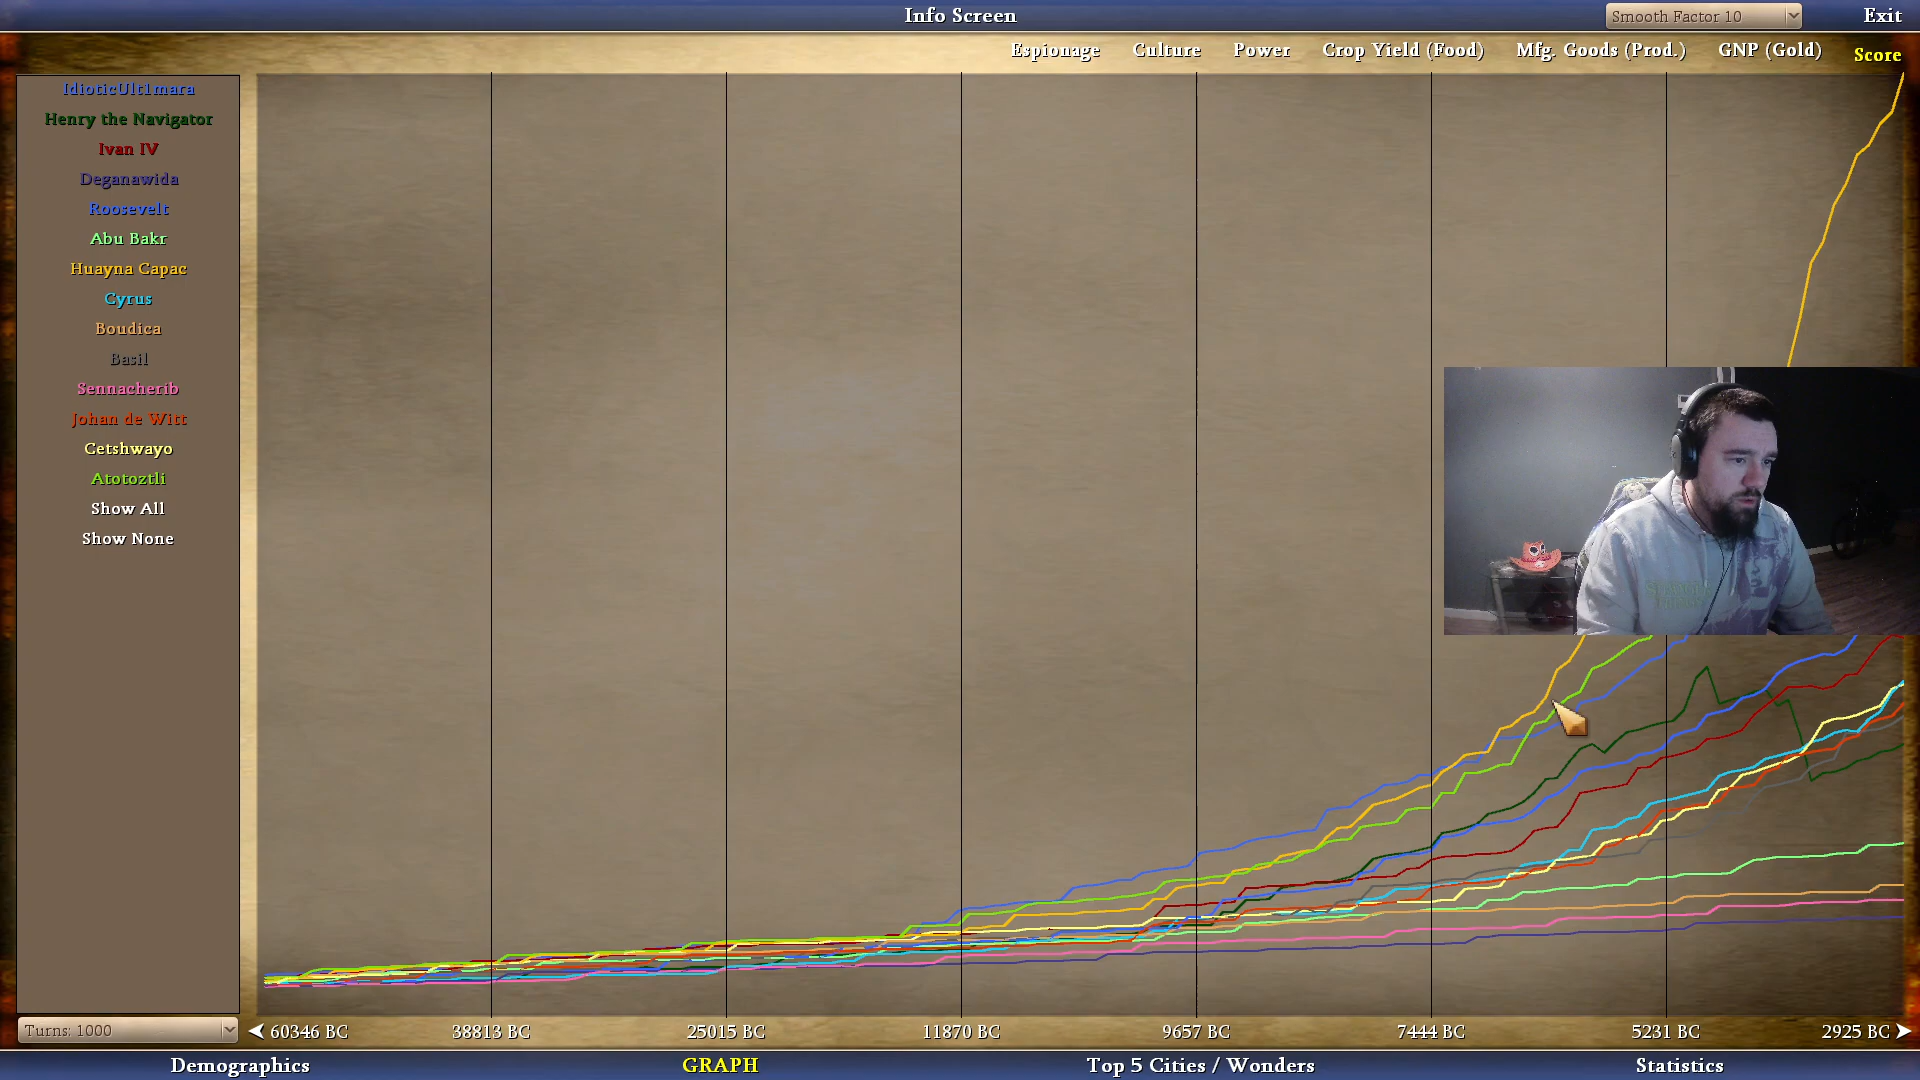 Info Screen
Smooth Factor 10
Exit
Espionage Culture Power Crop Yield (Food) Mfg. Goods (Prod.) GNP (Gold) Score
IdioticUlt1mara
Henry the Navigator
Ivan IV
Deganawida
Roosevelt
Abu Bakr
Huayna Capac
Cyrus
Boudica
Basil
Sennacherib
Johan de Witt
Cetshwayo
Atotoztli
Show All
Show None
Turns: 1000
60346 BC 38813 BC 25015 BC 11870 BC 9657 BC 7444 BC 5231 BC 2925 BC
Demographics GRAPH Top 5 Cities / Wonders Statistics